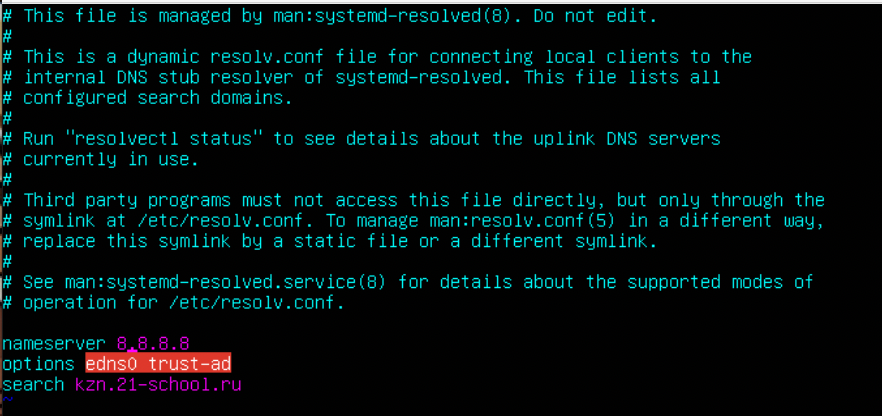 # This file is managed by man:systemd-resolved(8). Do not edit.
#
# This is a dynamic resolv.conf file for connecting local clients to the
# internal DNS stub resolver of systemd-resolved. This file lists all
# configured search domains.
#
# Run "resolvectl status" to see details about the uplink DNS servers
# currently in use.
#
# Third party programs must not access this file directly, but only through the
# symlink at /etc/resolv.conf. To manage man:resolv.conf(5) in a different way,
# replace this symlink by a static file or a different symlink.
#
# See man:systemd-resolved.service(8) for details about the supported modes of
# operation for /etc/resolv.conf.

nameserver 8.8.8.8
options edns0 trust-ad
search kzn.21-school.ru
~